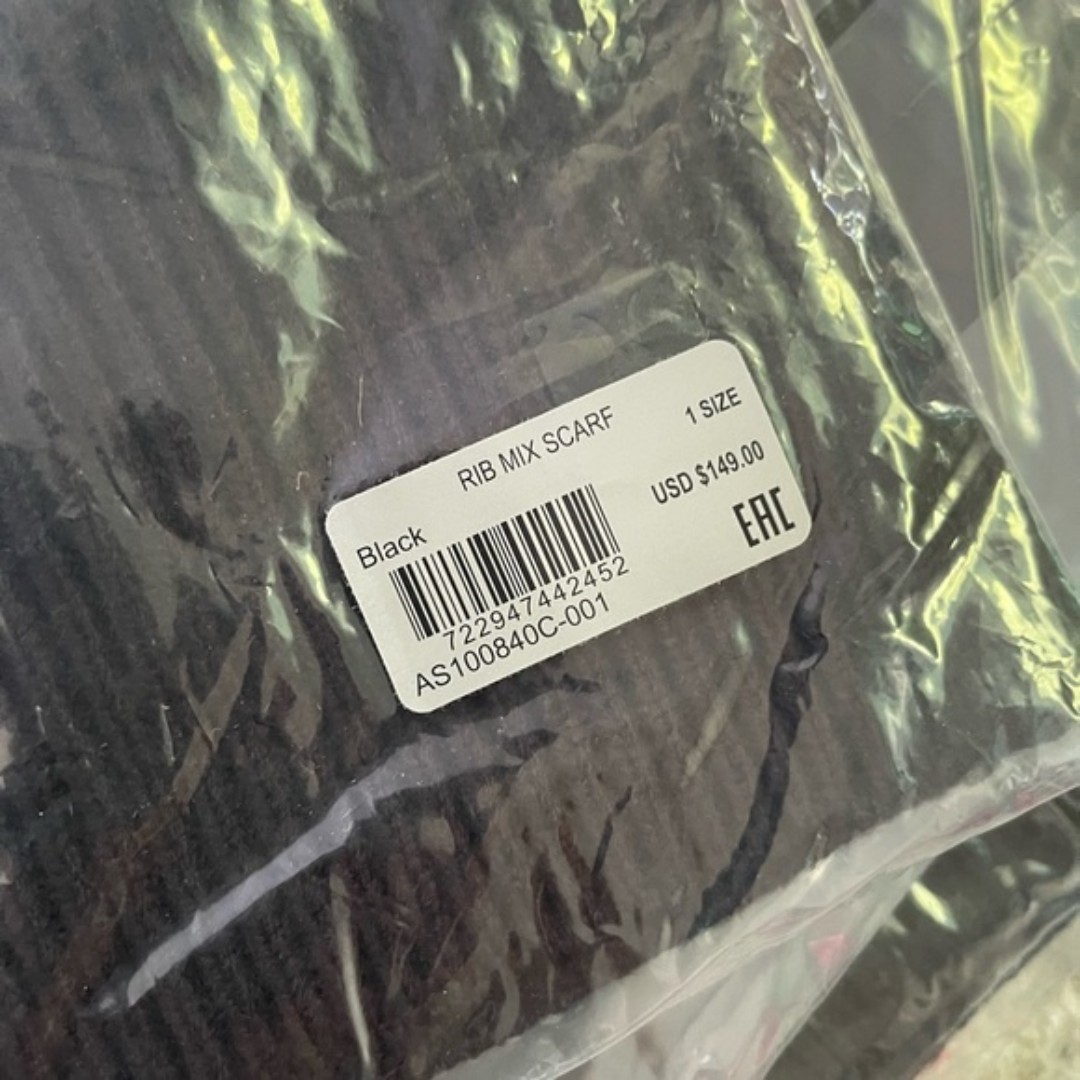 RIB MIX SCARF
1 SIZE
Black
USD $149.00
EAC
722947442452
AS100840C-001